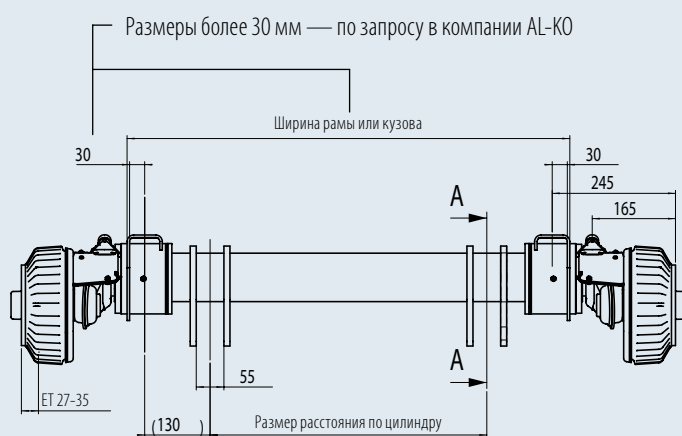 Размеры более 30 мм — по запросу в компании AL-KO
Ширина рамы или кузова
30
30
245
A
165
55
A
ET 27-35
(130
Размер расстояния по цилиндру